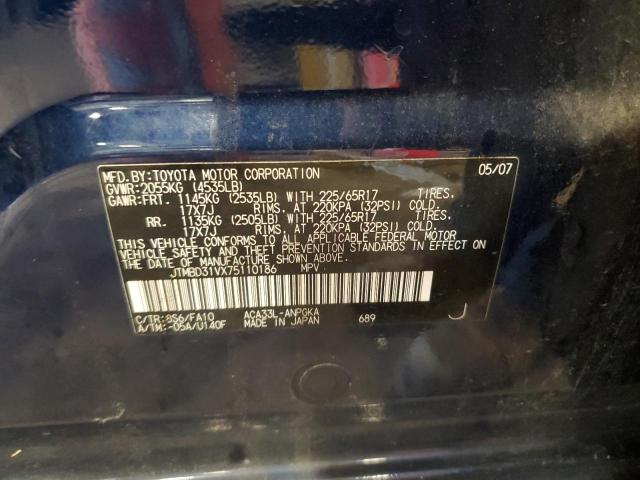 MFD.BY:TOYOTA MOTOR CORPORATION 05/07
GVWR:2055KG (4535LB)
GAWR:FRT. 1145KG (2535LB) WITH 225/65R17 TIRES.
17X7J RIMS. AT 220KPA (32PSI) COLD.
RR. 1135KG (2505LB) WITH 225/65R17 TIRES.
17X7J RIMS. AT 220KPA (32PSI) COLD.
THIS VEHICLE CONFORMS TO ALL APPLICABLE FEDERAL MOTOR
VEHICLE SAFETY AND THEFT PREVENTION STANDARDS IN EFFECT ON
THE DATE OF MANUFACTURE SHOWN ABOVE.
JTMBD31VX75110186 MPV
C/TR:8S6/FA10 ACA33L-ANPGKA
A/TM:-05A/U140F MADE IN JAPAN 689 J